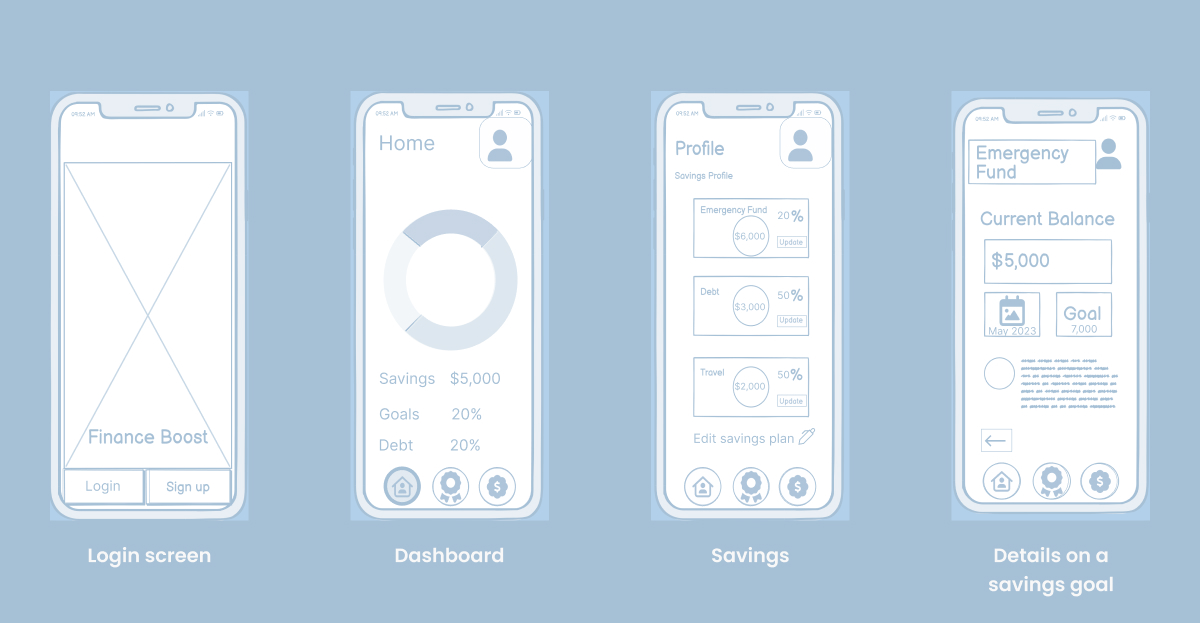 09:52 AM
Finance Boost
Login
Sign up
Login screen
09:52 AM
Home
Savings $5,000
Goals 20%
Debt 20%
Dashboard
09:52 AM
Profile
Savings Profile
Emergency Fund
20%
$6,000
Update
Debt
50%
$3,000
Update
Travel
50%
$2,000
Update
Edit savings plan
$
Savings
09:52 AM
Emergency
Fund
Current Balance
$5,000
May 2023
Goal
7,000
$
Details on a
savings goal